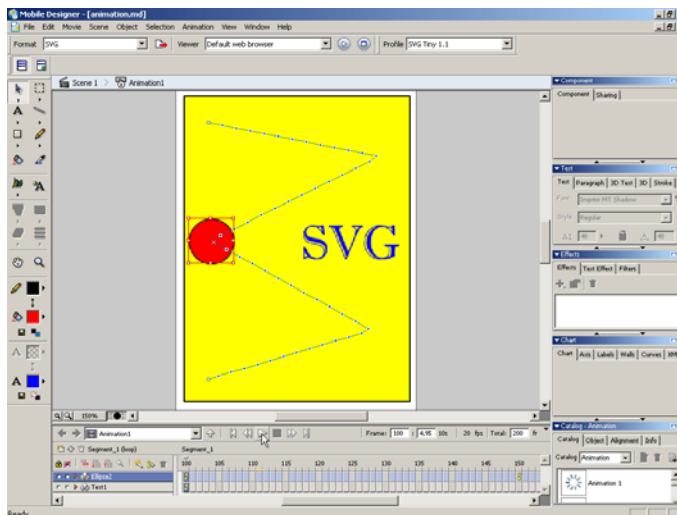 Mobile Designer - [animation.md]
File Edit Movie Scene Object Selection Animation View Window Help
Format SVG Viewer Default web browser Profile SVG Tiny 1.1
Scene 1 Animation1
Component
Component Sharing
Text
Text Paragraph 3D Text 3D Stroke
Font Imprint MT Shadow
Style Regular
SVG
Effects
Effects Text Effect Filters
Chart
Chart Axis Labels Walls Curves
150%
Animation1 Frame: 100 4,95 10s 20 fps Total: 200 fr
Catalog - Animation
Catalog Object Alignment Info
Segment_1 (loop) Segment_1
Catalog Animation
100 105 110 115 120 125 130 135 140 145 150
Ellipse2
Animation 1
Text1
Ready